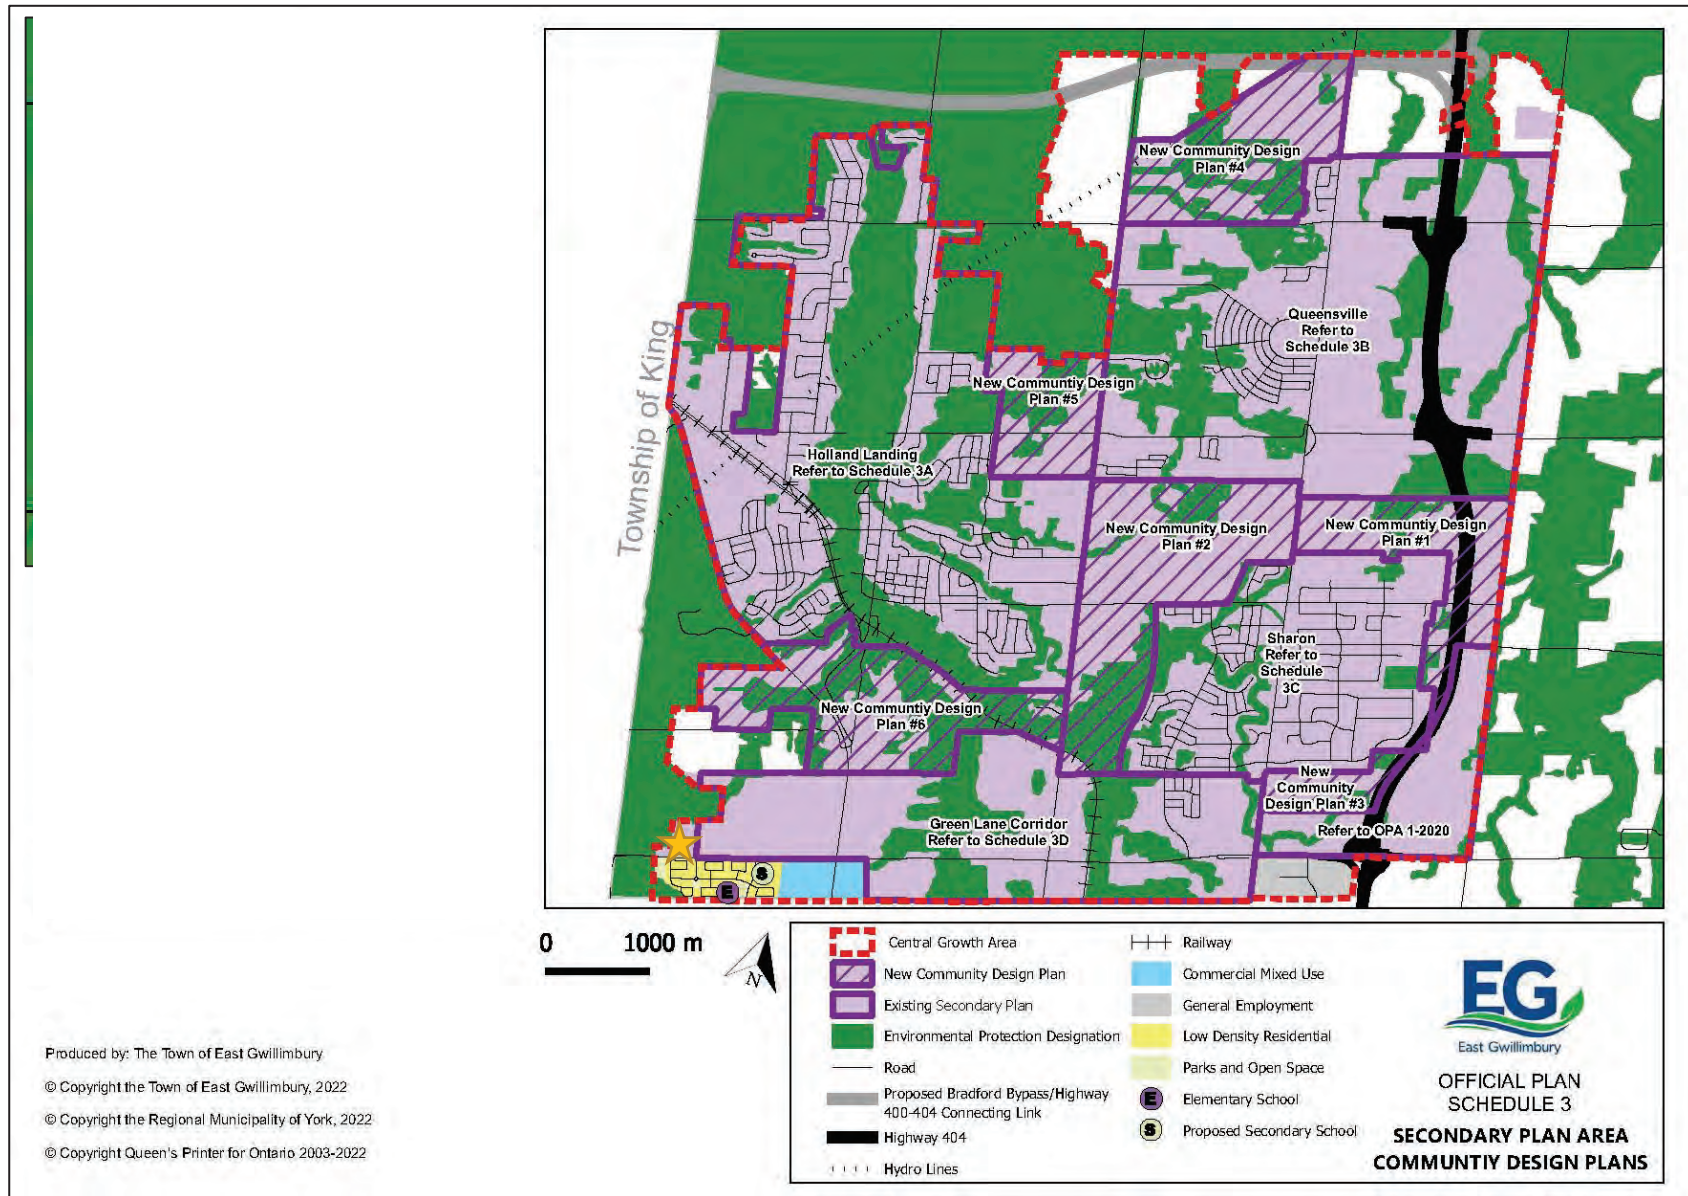 New Community Design
Plan #4
Queensville
Refer to
Schedule 3B
Township of King
New Communtiy Design
Plan #5
Holland Landing
Refer to Schedule 3A
New Community Design
Plan #2
New Communtiy Design
Plan #1
Sharon
Refer to
Schedule
3C
New Communtiy Design
Plan #6
New
Community
Design Plan #3
Green Lane Corridor
Refer to Schedule 3D
Refer to OPA 1-2020
S
E
0 1000 m
N
Central Growth Area
New Community Design Plan
Existing Secondary Plan
Environmental Protection Designation
Road
Proposed Bradford Bypass/Highway
400-404 Connecting Link
Highway 404
Hydro Lines
Railway
Commercial Mixed Use
General Employment
Low Density Residential
Parks and Open Space
E Elementary School
S Proposed Secondary School
EG
East Gwillimbury
OFFICIAL PLAN
SCHEDULE 3
SECONDARY PLAN AREA
COMMUNTIY DESIGN PLANS
Produced by: The Town of East Gwillimbury
© Copyright the Town of East Gwillimbury, 2022
© Copyright the Regional Municipality of York, 2022
© Copyright Queen's Printer for Ontario 2003-2022